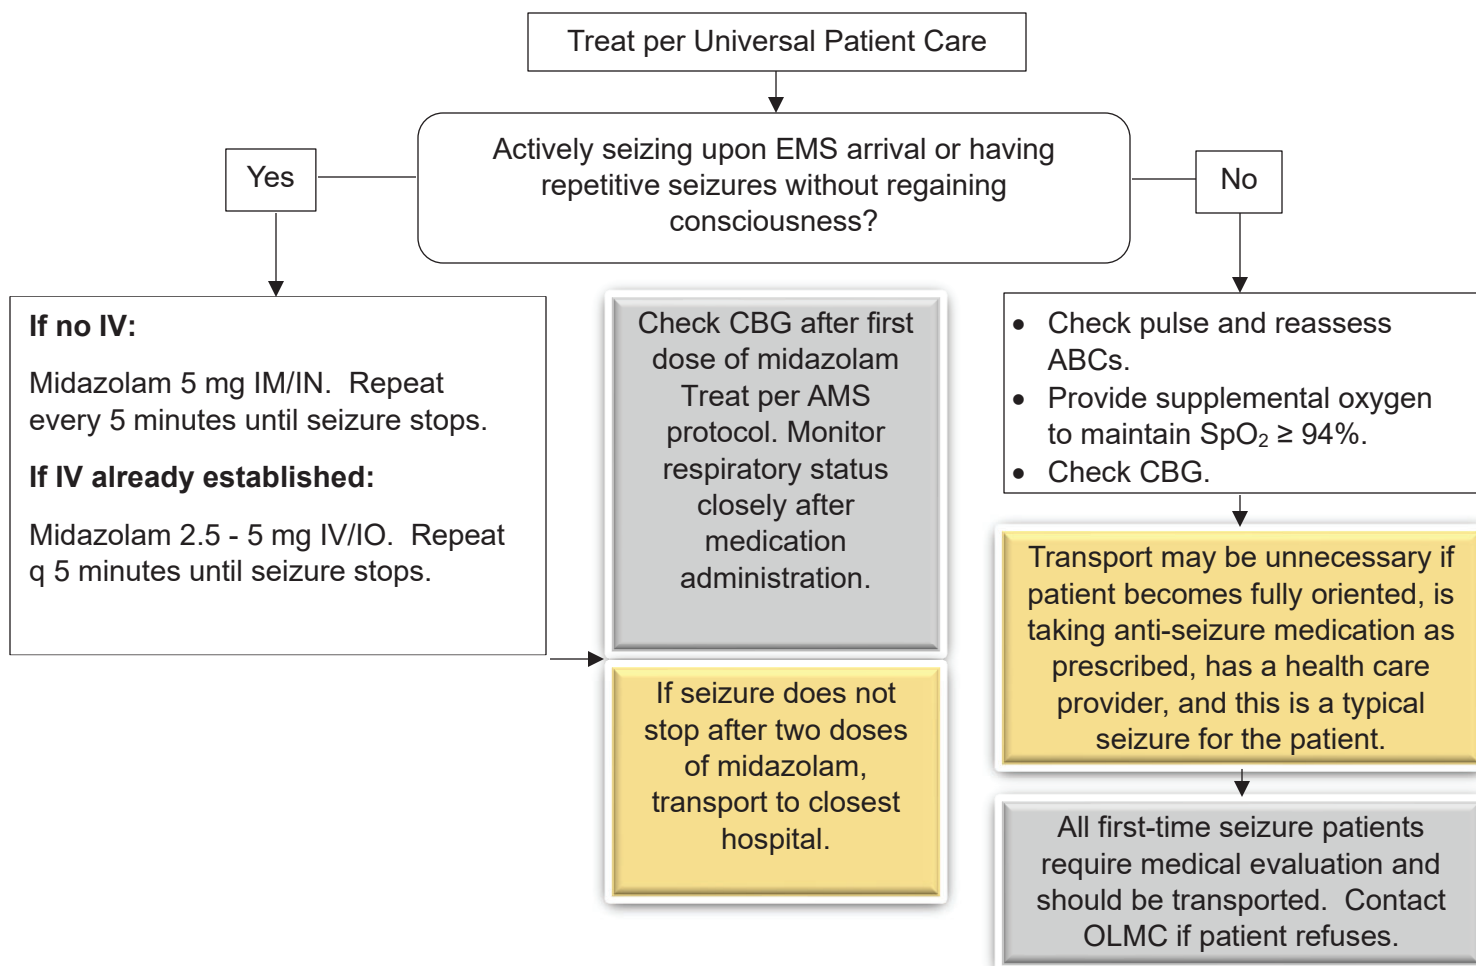 Treat per Universal Patient Care
Actively seizing upon EMS arrival or having
repetitive seizures without regaining
consciousness?
Yes
No
If no IV:
Midazolam 5 mg IM/IN.  Repeat
every 5 minutes until seizure stops.
If IV already established:
Midazolam 2.5 - 5 mg IV/IO.  Repeat
q 5 minutes until seizure stops.
Check CBG after first
dose of midazolam
Treat per AMS
protocol. Monitor
respiratory status
closely after
medication
administration.
If seizure does not
stop after two doses
of midazolam,
transport to closest
hospital.
• Check pulse and reassess
ABCs.
• Provide supplemental oxygen
to maintain SpO₂ ≥ 94%.
• Check CBG.
Transport may be unnecessary if
patient becomes fully oriented, is
taking anti-seizure medication as
prescribed, has a health care
provider, and this is a typical
seizure for the patient.
All first-time seizure patients
require medical evaluation and
should be transported.  Contact
OLMC if patient refuses.